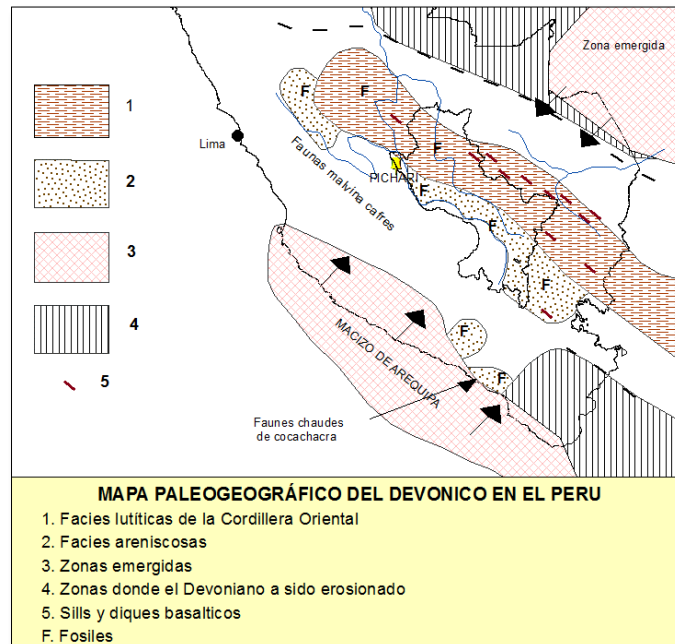 Zona emergida
1
F
F
Lima
F
2
PICHARI
Faunas malvina cafres
F
F
3
F
F
MACIZO DE AREQUIPA
4
F
5
Faunes chaudes
de cocachacra
MAPA PALEOGEOGRÁFICO DEL DEVONICO EN EL PERU
1. Facies lutíticas de la Cordillera Oriental
2. Facies areniscosas
3. Zonas emergidas
4. Zonas donde el Devoniano a sido erosionado
5. Sills y diques basalticos
F. Fosiles